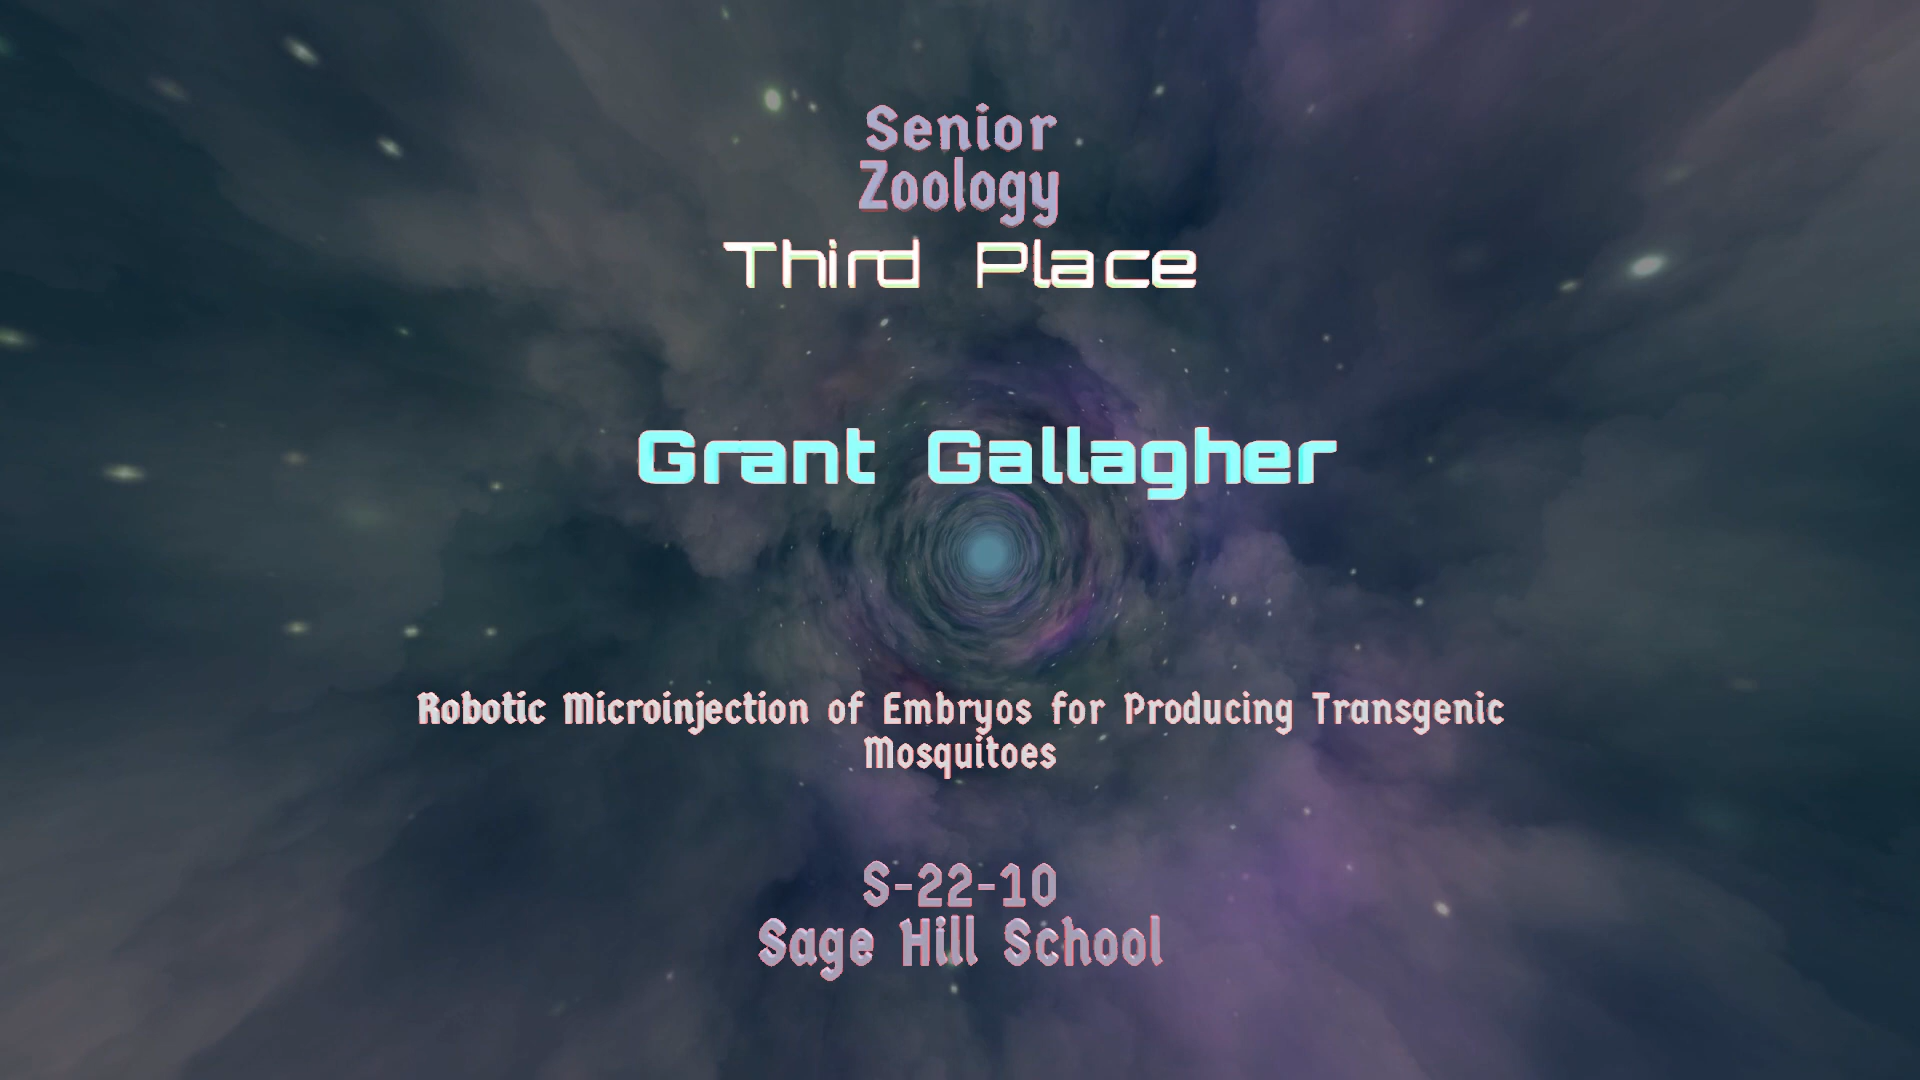 Senior
Zoology
Third Place
Grant Gallagher
Robotic Microinjection of Embryos for Producing Transgenic
Mosquitoes
S-22-10
Sage Hill School